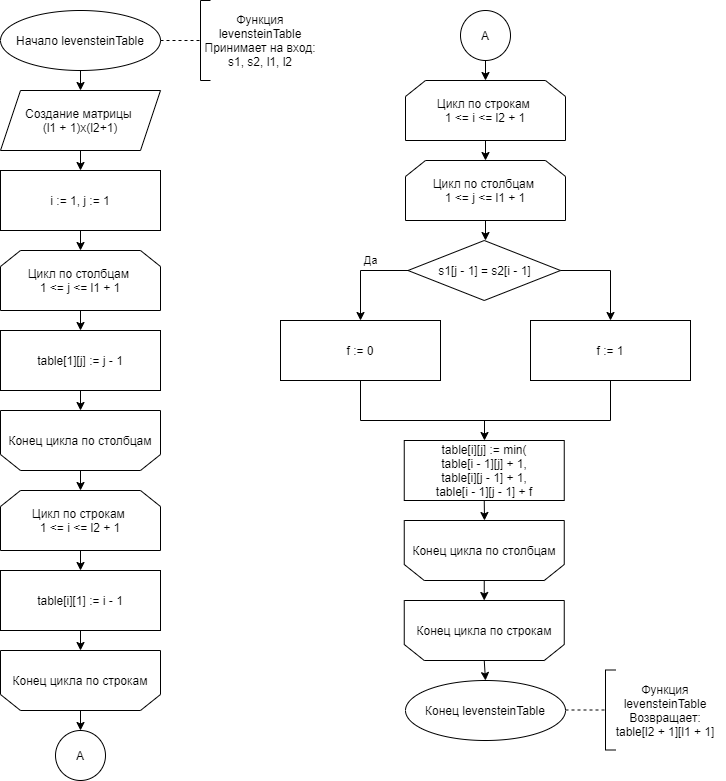 Начало levensteinTable
Функция
levensteinTable
Принимает на вход:
s1, s2, l1, l2
Создание матрицы
(l1 + 1)x(l2+1)
i := 1, j := 1
Цикл по столбцам
1 <= j <= l1 + 1
table[1][j] := j - 1
Конец цикла по столбцам
Цикл по строкам
1 <= i <= l2 + 1
table[i][1] := i - 1
Конец цикла по строкам
A
A
Цикл по строкам
1 <= i <= l2 + 1
Цикл по столбцам
1 <= j <= l1 + 1
s1[j - 1] = s2[i - 1]
Да
f := 0
f := 1
table[i][j] := min(
table[i - 1][j] + 1,
table[i][j - 1] + 1,
table[i - 1][j - 1] + f
Конец цикла по столбцам
Конец цикла по строкам
Конец levensteinTable
Функция
levensteinTable
Возвращает:
table[l2 + 1][l1 + 1]